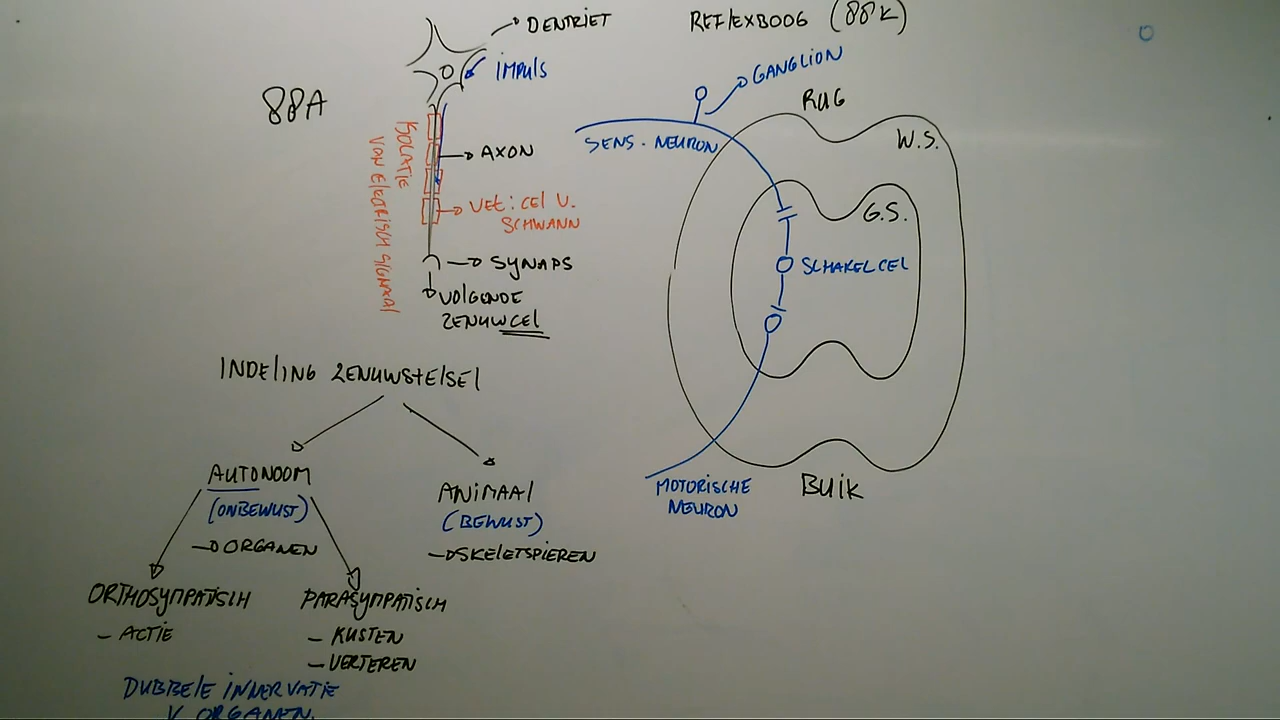 88A
DENTRIET
IMPULS
ISOLATIE
VAN ELECTRISCH SIGNAAL
AXON
VET: CEL V.
SCHWANN
SYNAPS
VOLGENDE
ZENUWCEL
REFLEXBOOG (88K)
GANGLION
SENS. NEURON
RUG
W.S.
G.S.
SCHAKELCEL
MOTORISCHE
NEURON
BUIK
INDELING ZENUWSTELSEL
AUTONOOM
(ONBEWUST)
ORGANEN
ANIMAAL
(BEWUST)
SKELETSPIEREN
ORTHOSYMPATISCH
- ACTIE
PARASYMPATISCH
- RUSTEN
- VERTEREN
DUBBELE INNERVATIE
V. ORGANEN.